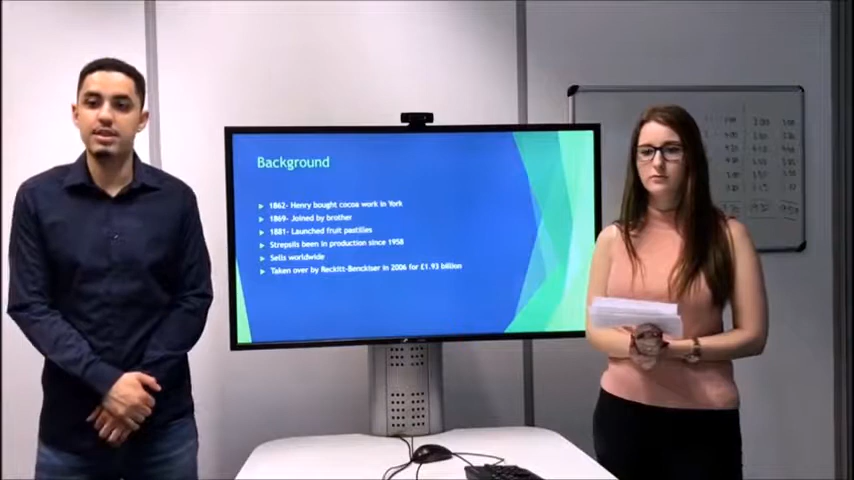 Background
1862- Henry bought cocoa work in York
1869- Joined by brother
1881- Launched fruit pastilles
Strepsils been in production since 1958
Sells worldwide
Taken over by Reckitt-Benckiser in 2006 for £1.93 billion